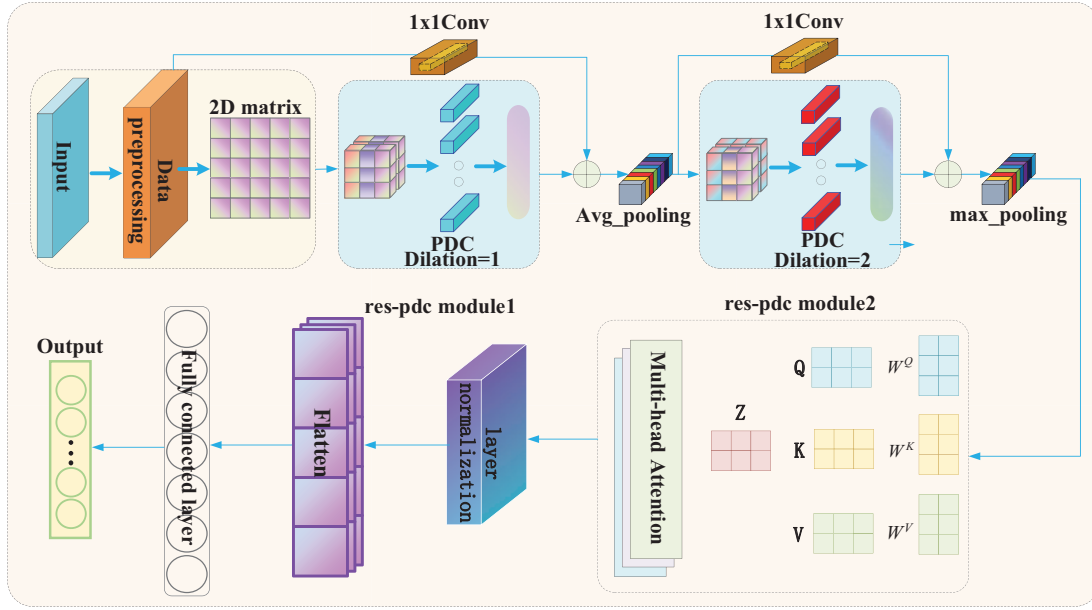 1x1Conv
1x1Conv
Input
Data
preprocessing
2D matrix
PDC
Dilation=1
Avg_pooling
PDC
Dilation=2
max_pooling
res-pdc module1
res-pdc module2
Output
Fully connected layer
Flatten
layer
normalization
Multi-head Attention
Z
Q
W^Q
K
W^K
V
W^V